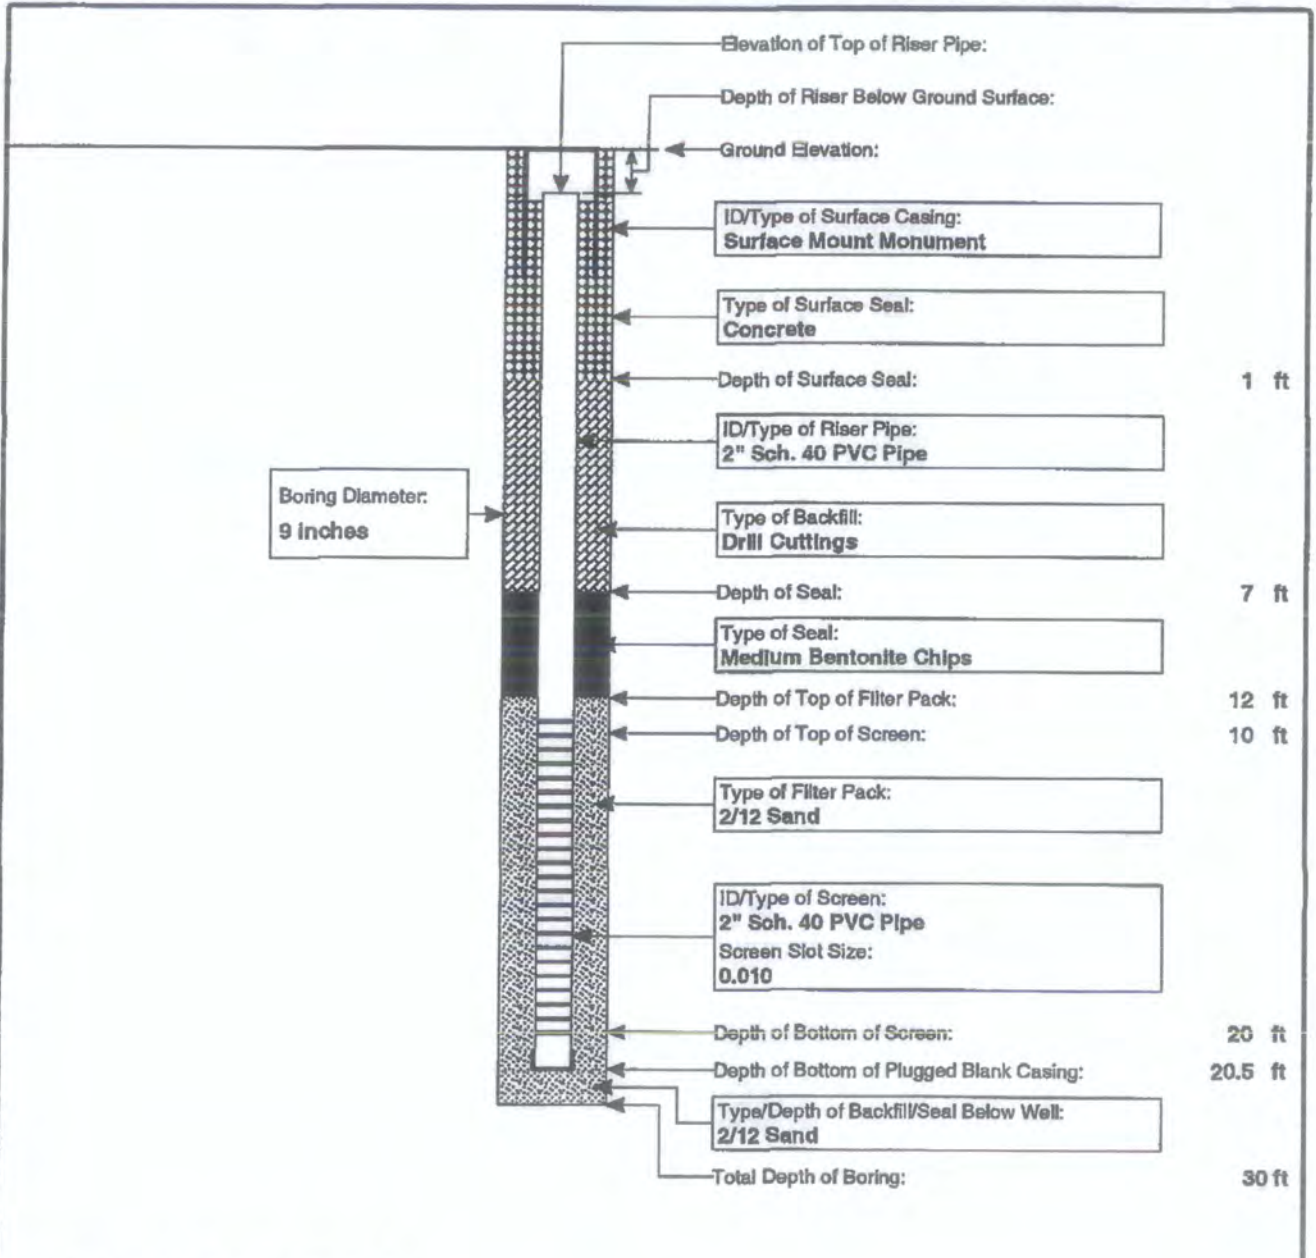 Elevation of Top of Riser Pipe:
Depth of Riser Below Ground Surface:
Ground Elevation:
ID/Type of Surface Casing:
Surface Mount Monument
Type of Surface Seal:
Concrete
Depth of Surface Seal: 1 ft
ID/Type of Riser Pipe:
2" Sch. 40 PVC Pipe
Boring Diameter:
9 inches
Type of Backfill:
Drill Cuttings
Depth of Seal: 7 ft
Type of Seal:
Medium Bentonite Chips
Depth of Top of Filter Pack: 12 ft
Depth of Top of Screen: 10 ft
Type of Filter Pack:
2/12 Sand
ID/Type of Screen:
2" Sch. 40 PVC Pipe
Screen Slot Size:
0.010
Depth of Bottom of Screen: 20 ft
Depth of Bottom of Plugged Blank Casing: 20.5 ft
Type/Depth of Backfill/Seal Below Well:
2/12 Sand
Total Depth of Boring: 30 ft